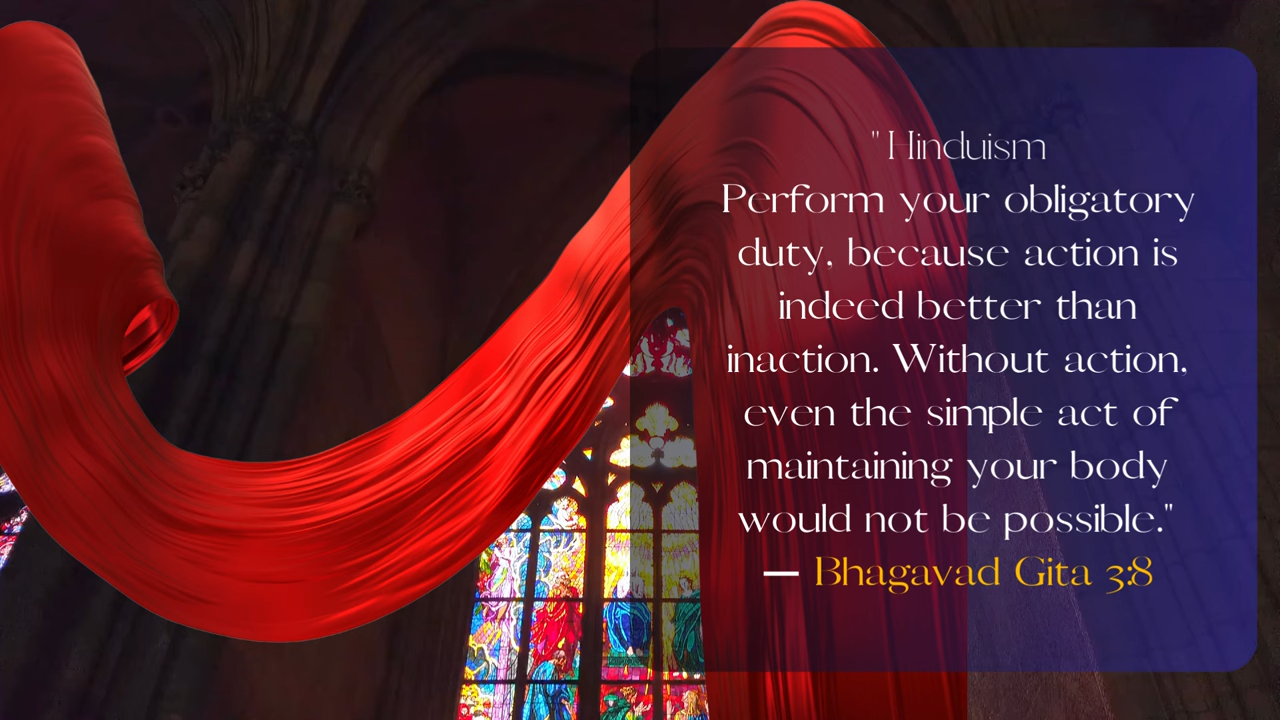 " Hinduism
Perform your obligatory
duty, because action is
indeed better than
inaction. Without action,
even the simple act of
maintaining your body
would not be possible."
— Bhagavad Gita 3:8